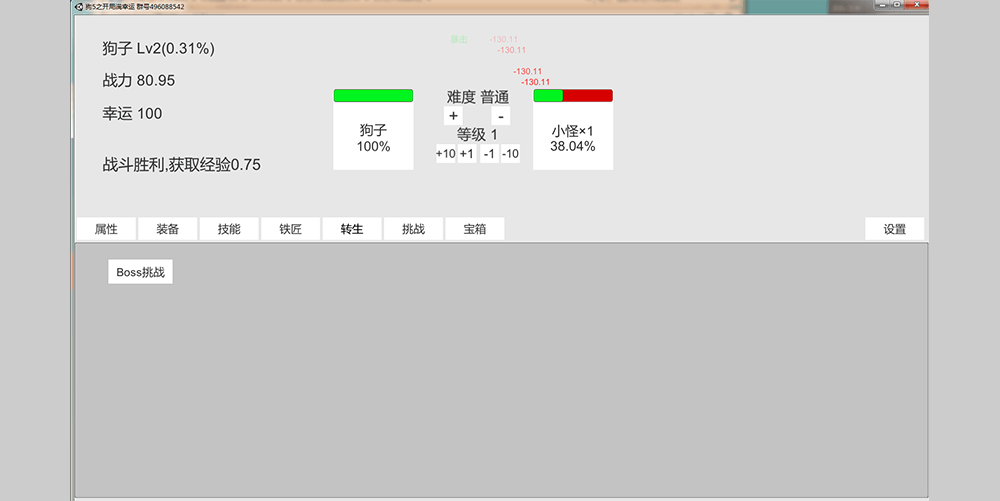 狗5之开局满幸运 群号496088542
狗子 Lv2(0.31%)
战力 80.95
幸运 100
战斗胜利,获取经验0.75
暴击
-130.11
-130.11
-130.11
-130.11
狗子
100%
难度 普通
+ -
等级 1
+10 +1 -1 -10
小怪×1
38.04%
属性 装备 技能 铁匠 转生 挑战 宝箱 设置
Boss挑战